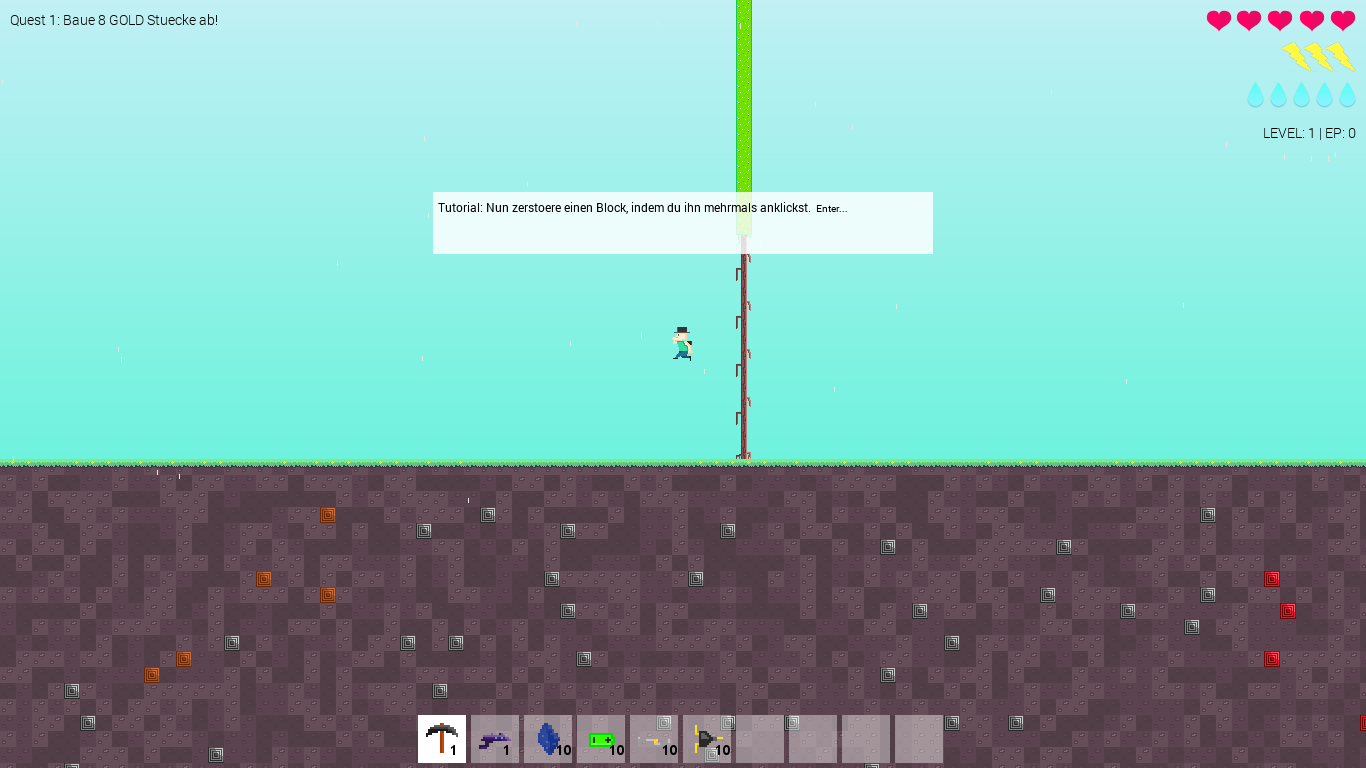 Quest 1: Baue 8 GOLD Stuecke ab!
LEVEL: 1 | EP: 0
Tutorial: Nun zerstoere einen Block, indem du ihn mehrmals anklickst. Enter...
1 1 10 10 10 10